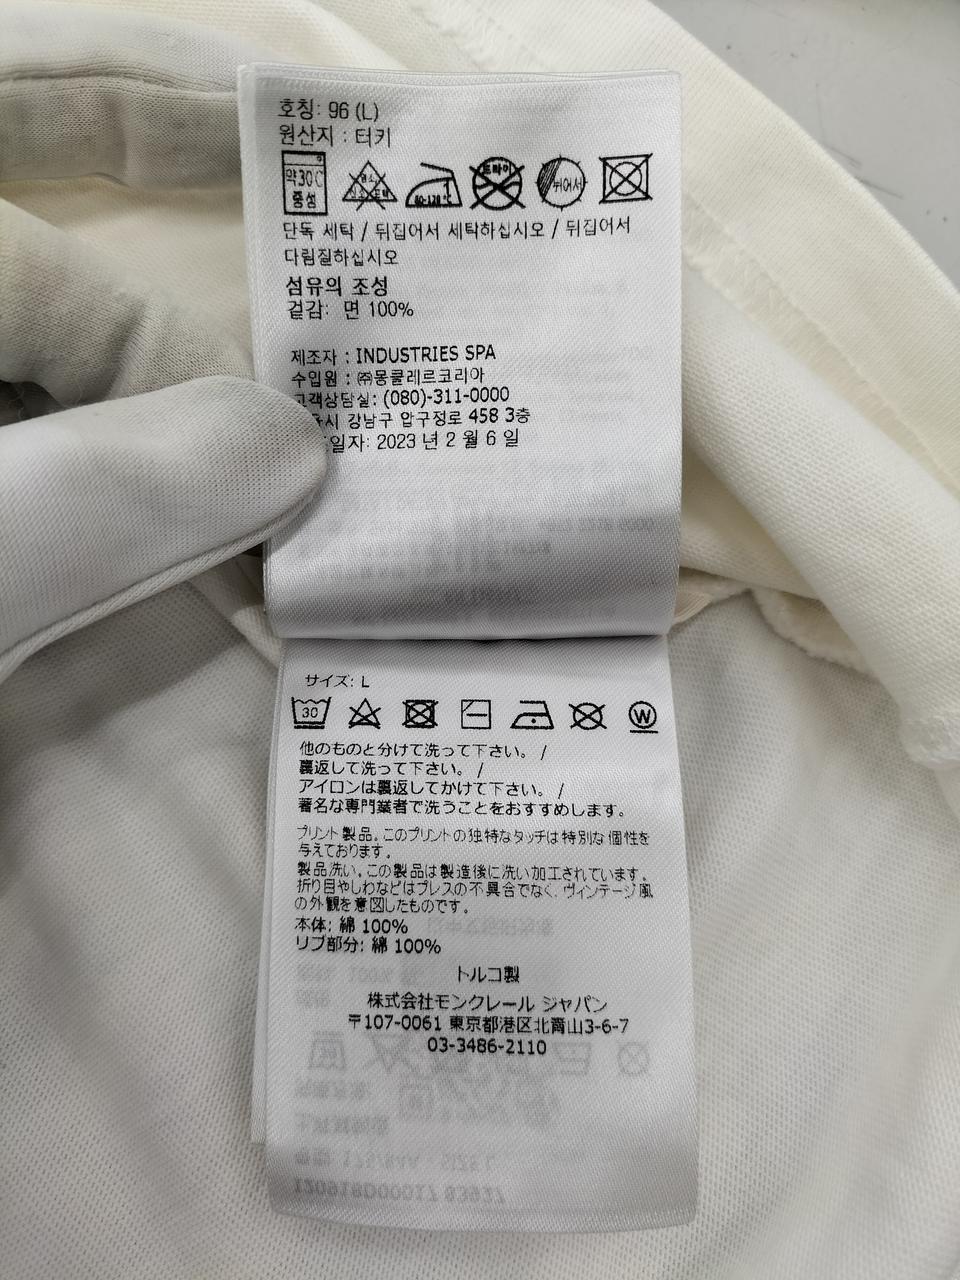 호칭: 96 (L)
원산지 : 터키
약30℃
중성
드라이
뉘어서
80-120℃
단독 세탁 / 뒤집어서 세탁하십시오 / 뒤집어서
다림질하십시오
섬유의 조성
겉감: 면 100%
제조자 : INDUSTRIES SPA
수입원 : ㈜몽클레르코리아
고객상담실: (080)-311-0000
시 강남구 압구정로 458 3층
일자: 2023 년 2 월 6 일
サイズ: L
30
W
他のものと分けて洗って下さい。 /
裏返して洗って下さい。 /
アイロンは裏返してかけて下さい。 /
著名な専門業者で洗うことをおすすめします。
プリント製品。このプリントの独特なタッチは特別な個性を
与えております。
製品洗い。この製品は製造後に洗い加工されています。
折り目やしわなどはプレスの不具合でなく、ヴィンテージ風
の外観を意図したものです。
本体: 綿 100%
リブ部分: 綿 100%
トルコ製
株式会社モンクレール ジャパン
〒107-0061 東京都港区北青山3-6-7
03-3486-2110